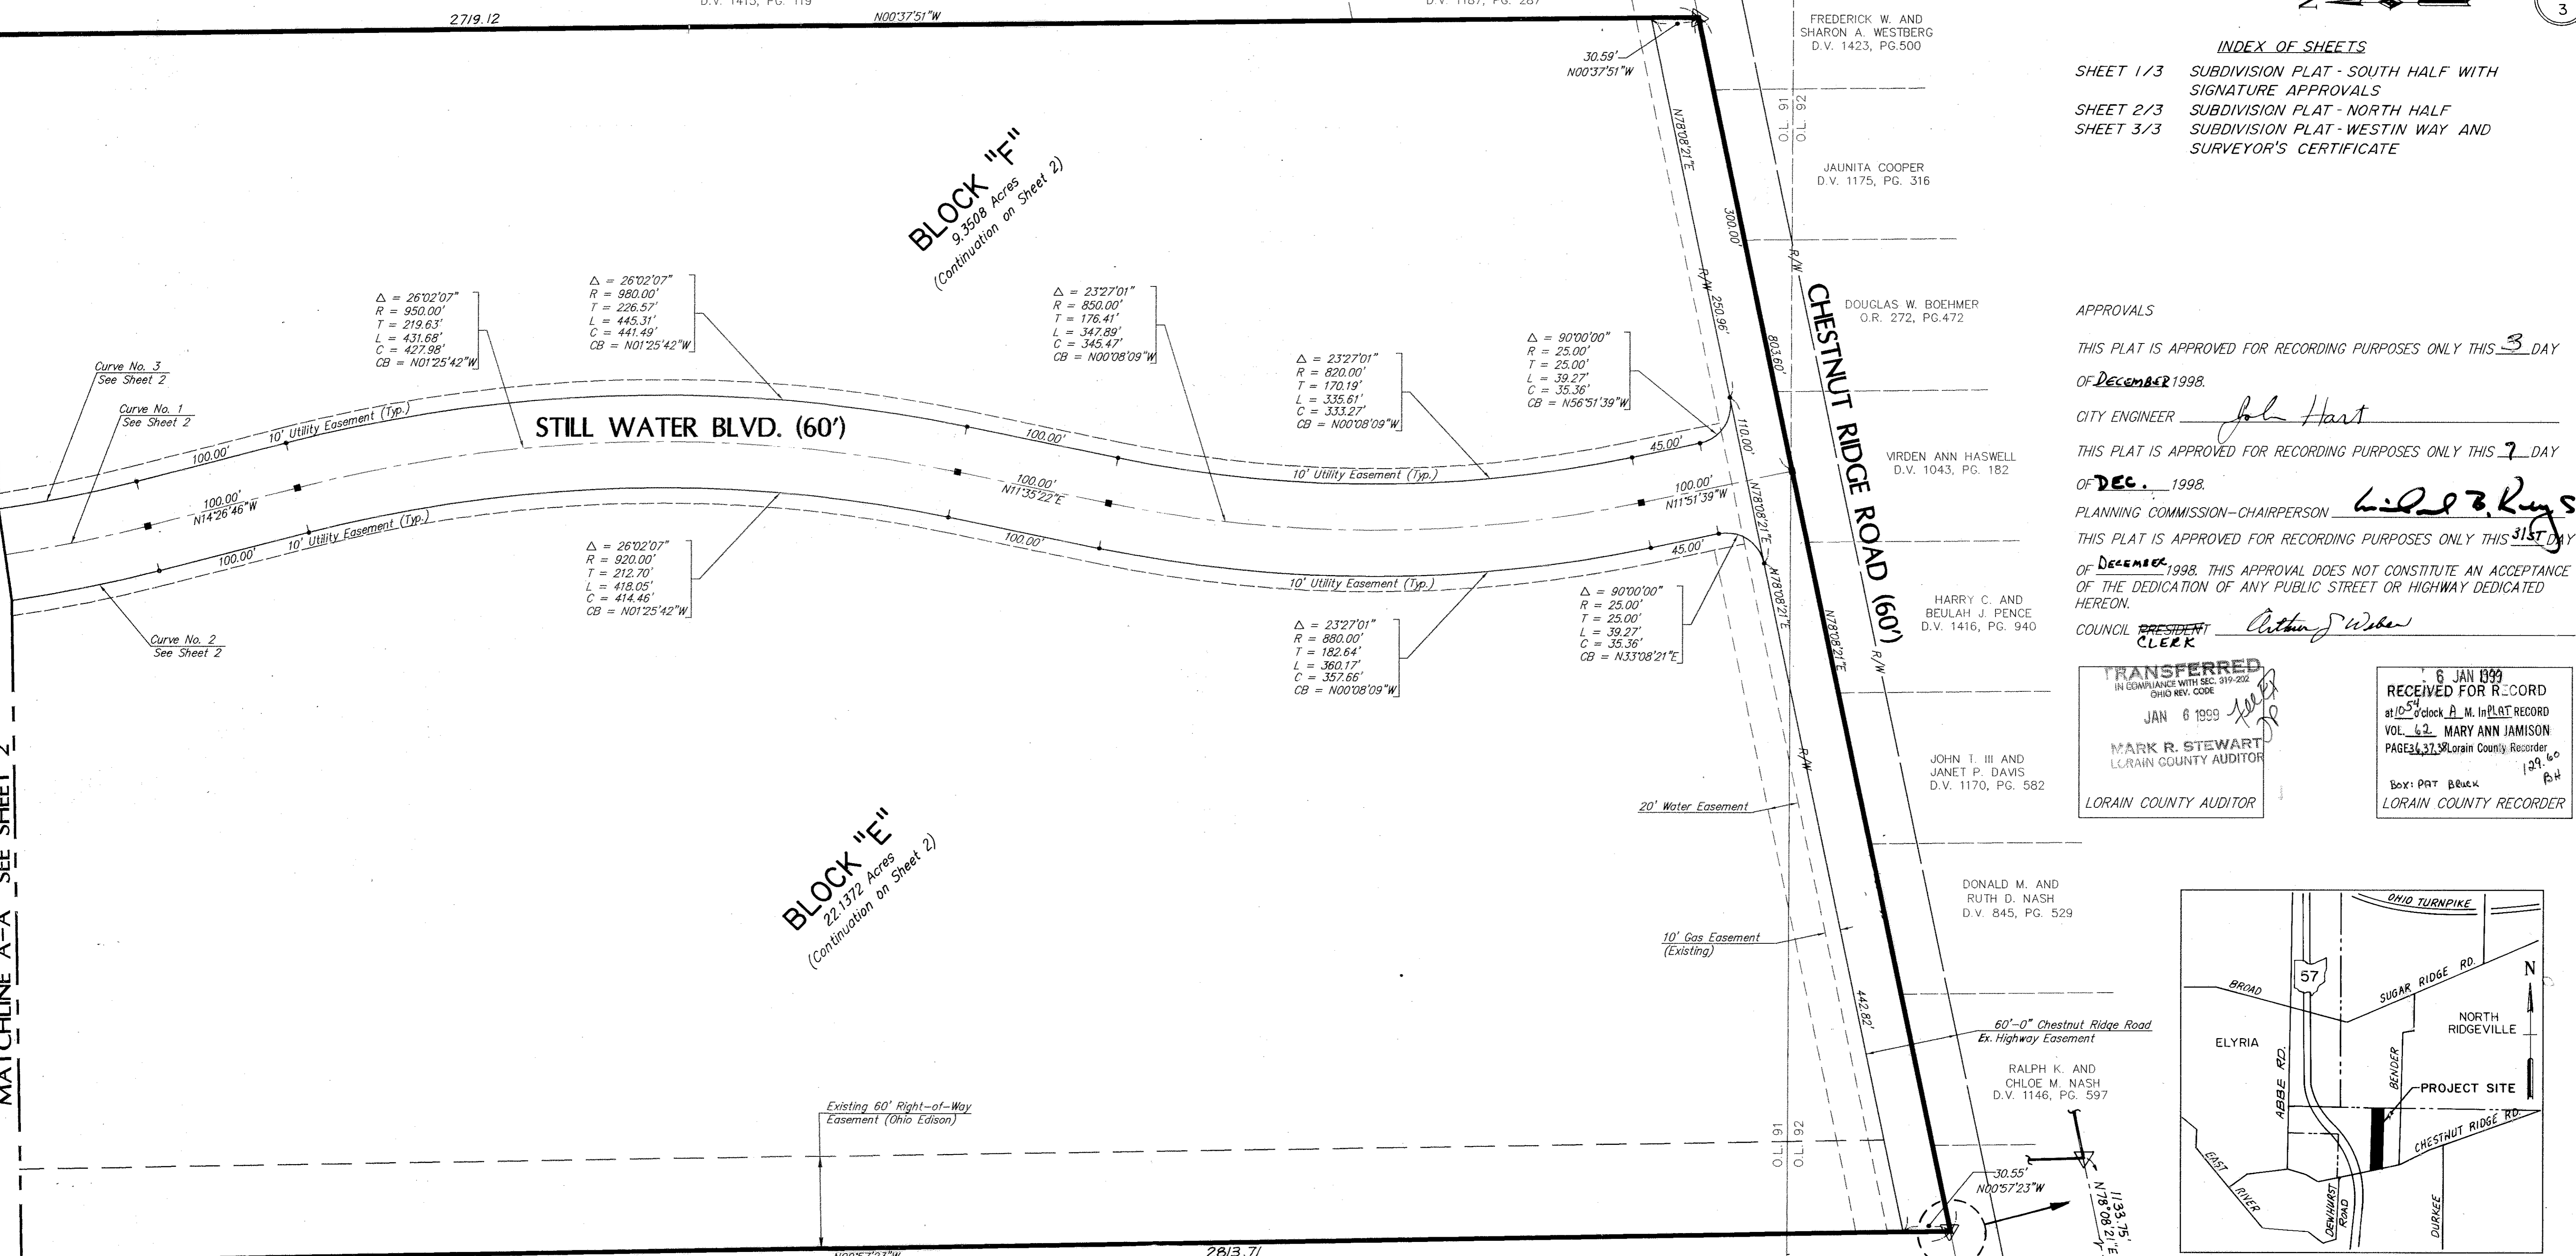 2719.12
N00°37'51"W
30.59'
N00°37'51"W
FREDERICK W. AND
SHARON A. WESTBERG
D.V. 1423, PG.500
3
INDEX OF SHEETS
SHEET 1/3 SUBDIVISION PLAT - SOUTH HALF WITH
SIGNATURE APPROVALS
SHEET 2/3 SUBDIVISION PLAT - NORTH HALF
SHEET 3/3 SUBDIVISION PLAT - WESTIN WAY AND
SURVEYOR'S CERTIFICATE
O.L. 91
O.L. 92
JAUNITA COOPER
D.V. 1175, PG. 316
N78°08'21"E
300.00'
R/W
250.96'
R/W
BLOCK "F"
9.3508 Acres
(Continuation on Sheet 2)
DOUGLAS W. BOEHMER
O.R. 272, PG.472
CHESTNUT RIDGE ROAD (60')
803.60'
Δ = 26°02'07"
R = 950.00'
T = 219.63'
L = 431.68'
C = 427.98'
CB = N01°25'42"W
Δ = 26°02'07"
R = 980.00'
T = 226.57'
L = 445.31'
C = 441.49'
CB = N01°25'42"W
Δ = 23°27'01"
R = 850.00'
T = 176.41'
L = 347.89'
C = 345.47'
CB = N00°08'09"W
Δ = 23°27'01"
R = 820.00'
T = 170.19'
L = 335.61'
C = 333.27'
CB = N00°08'09"W
Δ = 90°00'00"
R = 25.00'
T = 25.00'
L = 39.27'
C = 35.36'
CB = N56°51'39"W
Curve No. 3
See Sheet 2
Curve No. 1
See Sheet 2
10' Utility Easement (Typ.)
100.00'
STILL WATER BLVD. (60')
100.00'
10' Utility Easement (Typ.)
45.00'
110.00'
100.00'
N14°26'46"W
100.00'
N11°35'22"E
100.00'
N11°51'39"W
N78°08'21"E
100.00'
10' Utility Easement (Typ.)
100.00'
10' Utility Easement (Typ.)
45.00'
N78°08'21"E
N78°08'21"E
R/W
Curve No. 2
See Sheet 2
Δ = 26°02'07"
R = 920.00'
T = 212.70'
L = 418.05'
C = 414.46'
CB = N01°25'42"W
Δ = 23°27'01"
R = 880.00'
T = 182.64'
L = 360.17'
C = 357.66'
CB = N00°08'09"W
Δ = 90°00'00"
R = 25.00'
T = 25.00'
L = 39.27'
C = 35.36'
CB = N33°08'21"E
VIRDEN ANN HASWELL
D.V. 1043, PG. 182
HARRY C. AND
BEULAH J. PENCE
D.V. 1416, PG. 940
JOHN T. III AND
JANET P. DAVIS
D.V. 1170, PG. 582
DONALD M. AND
RUTH D. NASH
D.V. 845, PG. 529
RALPH K. AND
CHLOE M. NASH
D.V. 1146, PG. 597
R/W
20' Water Easement
10' Gas Easement
(Existing)
442.82'
60'-0" Chestnut Ridge Road
Ex. Highway Easement
BLOCK "E"
22.1372 Acres
(Continuation on Sheet 2)
MATCHLINE A-A SEE SHEET 2
Existing 60' Right-of-Way
Easement (Ohio Edison)
O.L. 91
O.L. 92
30.55'
N00°57'23"W
1133.75'
N78°08'21"E
2813.71
APPROVALS
THIS PLAT IS APPROVED FOR RECORDING PURPOSES ONLY THIS 3 DAY
OF DECEMBER 1998.
CITY ENGINEER John Hart
THIS PLAT IS APPROVED FOR RECORDING PURPOSES ONLY THIS 7 DAY
OF DEC. 1998.
PLANNING COMMISSION-CHAIRPERSON
THIS PLAT IS APPROVED FOR RECORDING PURPOSES ONLY THIS 31ST DAY
OF DECEMBER 1998. THIS APPROVAL DOES NOT CONSTITUTE AN ACCEPTANCE
OF THE DEDICATION OF ANY PUBLIC STREET OR HIGHWAY DEDICATED
HEREON.
COUNCIL PRESIDENT Arthur J Weber
CLERK
TRANSFERRED
IN COMPLIANCE WITH SEC. 319-202
OHIO REV. CODE
JAN 6 1999
MARK R. STEWART
LORAIN COUNTY AUDITOR
LORAIN COUNTY AUDITOR
6 JAN 1999
RECEIVED FOR RECORD
at 10:54 o'clock A M. In PLAT RECORD
VOL. 62 MARY ANN JAMISON
PAGE 36,37,38 Lorain County Recorder
129.60
BH
BOX: PAT BRUCK
LORAIN COUNTY RECORDER
OHIO TURNPIKE
57
SUGAR RIDGE RD.
N
BROAD
NORTH
RIDGEVILLE
ELYRIA
ABBE RD.
BENDER
PROJECT SITE
CHESTNUT RIDGE RD.
EAST
RIVER
DEWHURST
ROAD
DURKEE